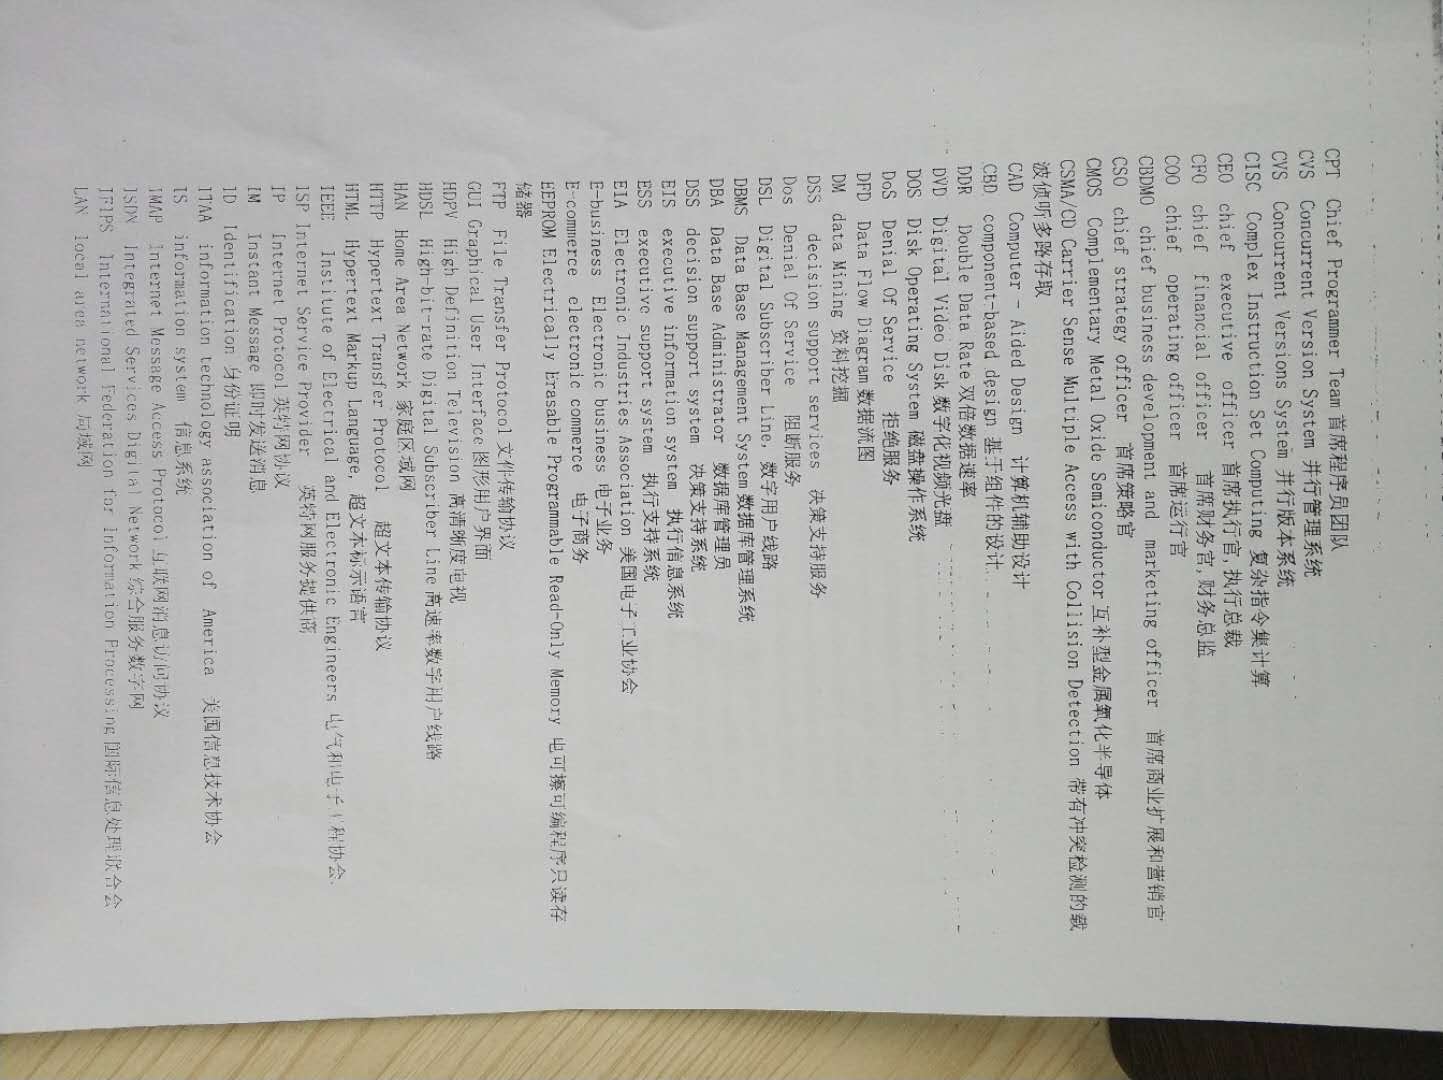 CPT Chief Programmer Team 首席程序员团队
CVS Concurrent Version System 并行管理系统
CVS Concurrent Versions System 并行版本系统
CISC Complex Instruction Set Computing 复杂指令集计算
CEO chief executive officer 首席执行官,执行总裁
CFO chief financial officer 首席财务官,财务总监
COO chief operating officer 首席运行官
CBDMO chief business development and marketing officer 首席商业扩展和营销官
CSO chief strategy officer 首席策略官
CMOS Complementary Metal Oxide Semiconductor 互补型金属氧化半导体
CSMA/CD Carrier Sense Multiple Access with Collision Detection 带有冲突检测的载
波侦听多路存取
CAD Computer - Aided Design 计算机辅助设计
CBD component-based design 基于组件的设计
DDR Double Data Rate 双倍数据速率
DVD Digital Video Disk 数字化视频光盘
DOS Disk Operating System 磁盘操作系统
DoS Denial Of Service 拒绝服务
DFD Data Flow Diagram 数据流图
DM data Mining 资料挖掘
DSS decision support services 决策支持服务
Dos Denial Of Service 阻断服务
DSL Digital Subscriber Line, 数字用户线路
DBMS Data Base Management System 数据库管理系统
DBA Data Base Administrator 数据库管理员
DSS decision support system 决策支持系统
EIS executive information system 执行信息系统
ESS executive support system 执行支持系统
EIA Electronic Industries Association 美国电子工业协会
E-business Electronic business 电子业务
E-commerce electronic commerce 电子商务
EEPROM Electrically Erasable Programmable Read-Only Memory 电可擦可编程序只读存
储器
FTP File Transfer Protocol 文件传输协议
GUI Graphical User Interface 图形用户界面
HDPV High Definition Television 高清晰度电视
HDSL High-bit-rate Digital Subscriber Line 高速率数字用户线路
HAN Home Area Network 家庭区域网
HTTP Hypertext Transfer Protocol 超文本传输协议
HTML Hypertext Markup Language, 超文本标示语言
IEEE Institute of Electrical and Electronic Engineers 电气和电子工程协会.
ISP Internet Service Provider 英特网服务提供商
IP Internet Protocol 英特网协议
IM Instant Message 即时发送消息
ID Identification 身份证明
ITAA information technology association of America 美国信息技术协会
IS information system 信息系统
IMAP Internet Message Access Protocol 互联网消息访问协议
ISDN Integrated Services Digital Network 综合服务数字网
IFIPS International Federation for Information Processing 国际信息处理联合会
LAN local area network 局域网